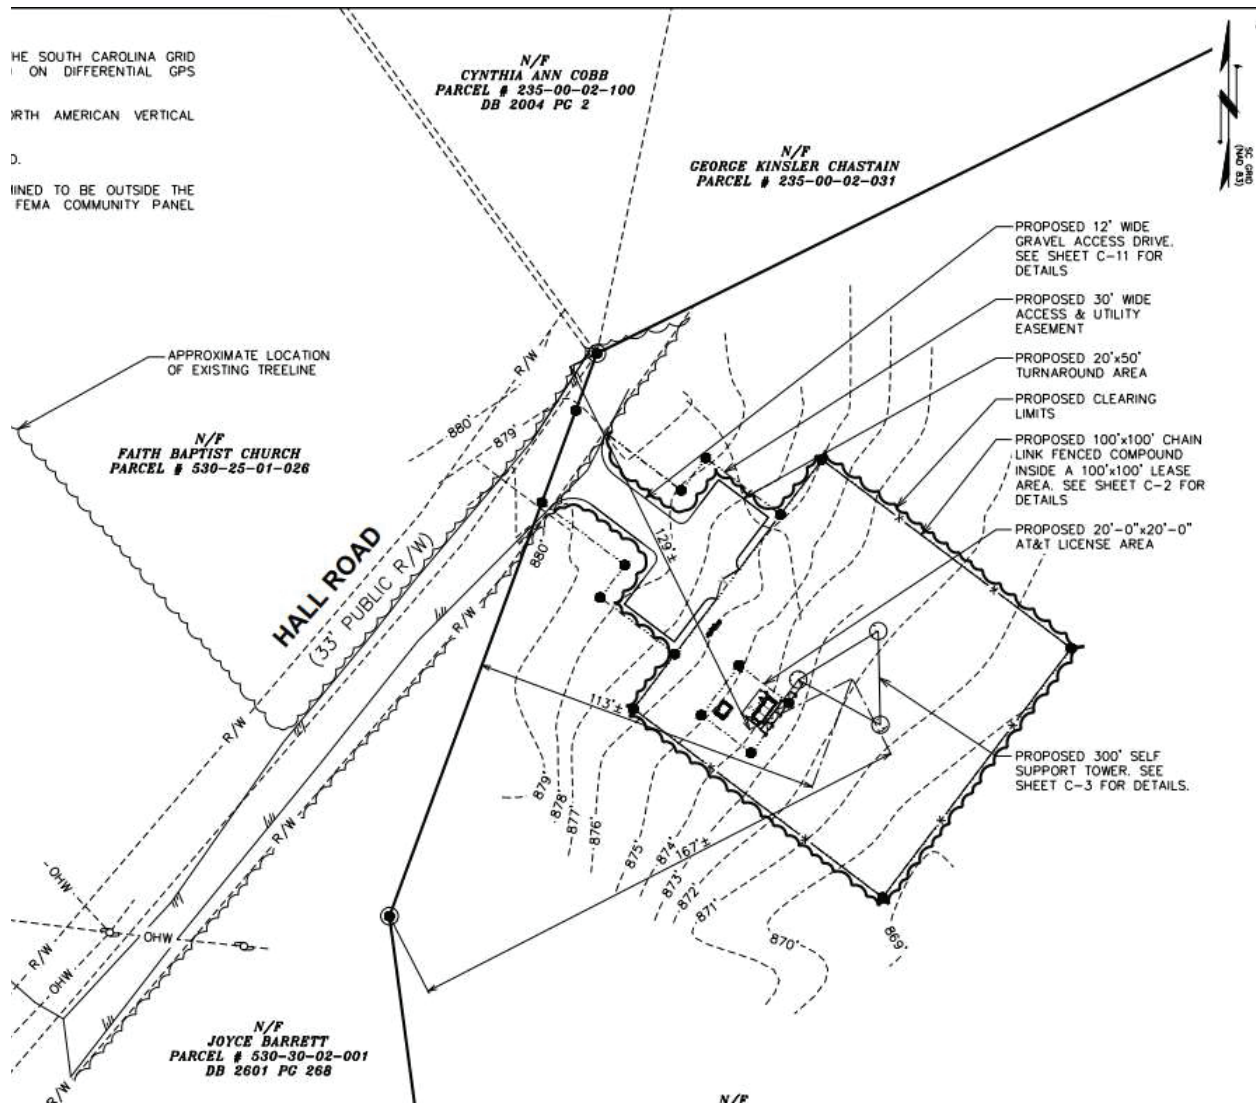 HE SOUTH CAROLINA GRID
ON DIFFERENTIAL GPS
ORTH AMERICAN VERTICAL
D.
INED TO BE OUTSIDE THE
FEMA COMMUNITY PANEL
N/F
CYNTHIA ANN COBB
PARCEL # 235-00-02-100
DB 2004 PG 2
N/F
GEORGE KINSLER CHASTAIN
PARCEL # 235-00-02-031
SC GRID
(NAD 83)
PROPOSED 12' WIDE
GRAVEL ACCESS DRIVE.
SEE SHEET C-11 FOR
DETAILS
PROPOSED 30' WIDE
ACCESS & UTILITY
EASEMENT
PROPOSED 20'x50'
TURNAROUND AREA
PROPOSED CLEARING
LIMITS
PROPOSED 100'x100' CHAIN
LINK FENCED COMPOUND
INSIDE A 100'x100' LEASE
AREA. SEE SHEET C-2 FOR
DETAILS
PROPOSED 20'-0"x20'-0"
AT&T LICENSE AREA
PROPOSED 300' SELF
SUPPORT TOWER. SEE
SHEET C-3 FOR DETAILS.
APPROXIMATE LOCATION
OF EXISTING TREELINE
N/F
FAITH BAPTIST CHURCH
PARCEL # 530-25-01-026
R/W
880'
879'
880'
129'±
HALL ROAD
(33' PUBLIC R/W)
R/W
R/W
113'±
879'
878'
877'
876'
875'
874'
873'
872'
871'
870'
869'
167'±
R/W
OHW
OHW
R/W
OHW
R/W
N/F
JOYCE BARRETT
PARCEL # 530-30-02-001
DB 2601 PG 268
N/F